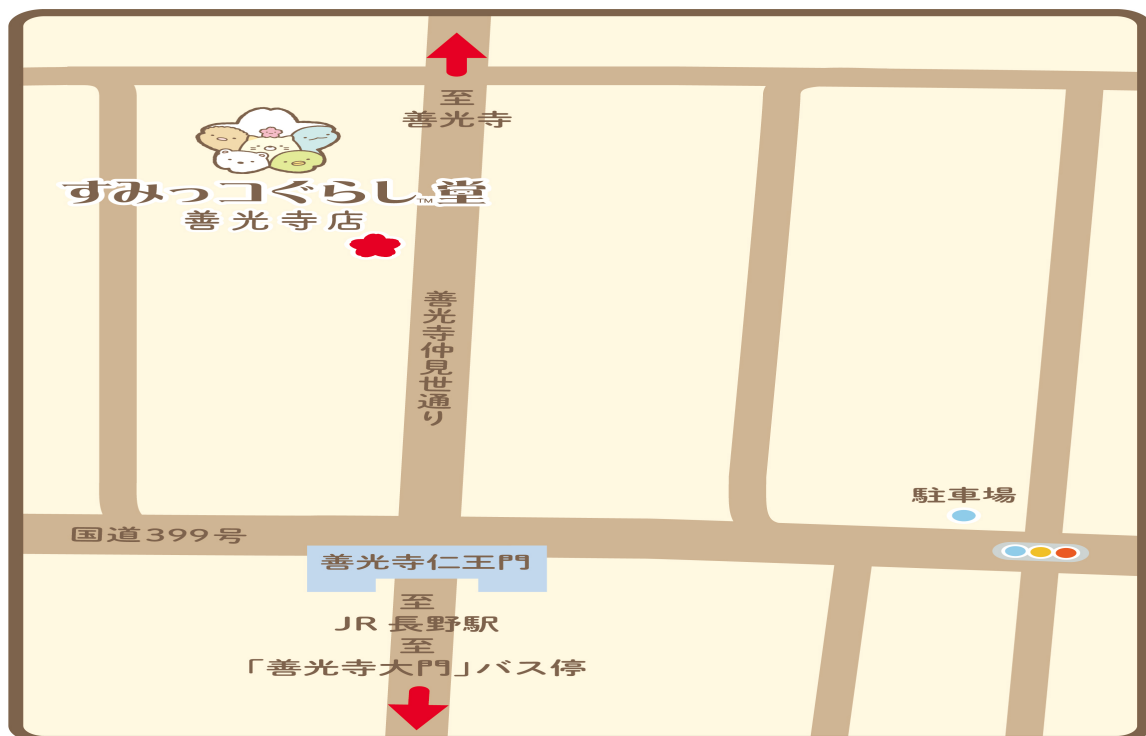 至
善光寺
すみっコぐらし™堂
善光寺店
善光寺仲見世通り
駐車場
国道399号
善光寺仁王門
至
JR 長野駅
至
「善光寺大門」バス停